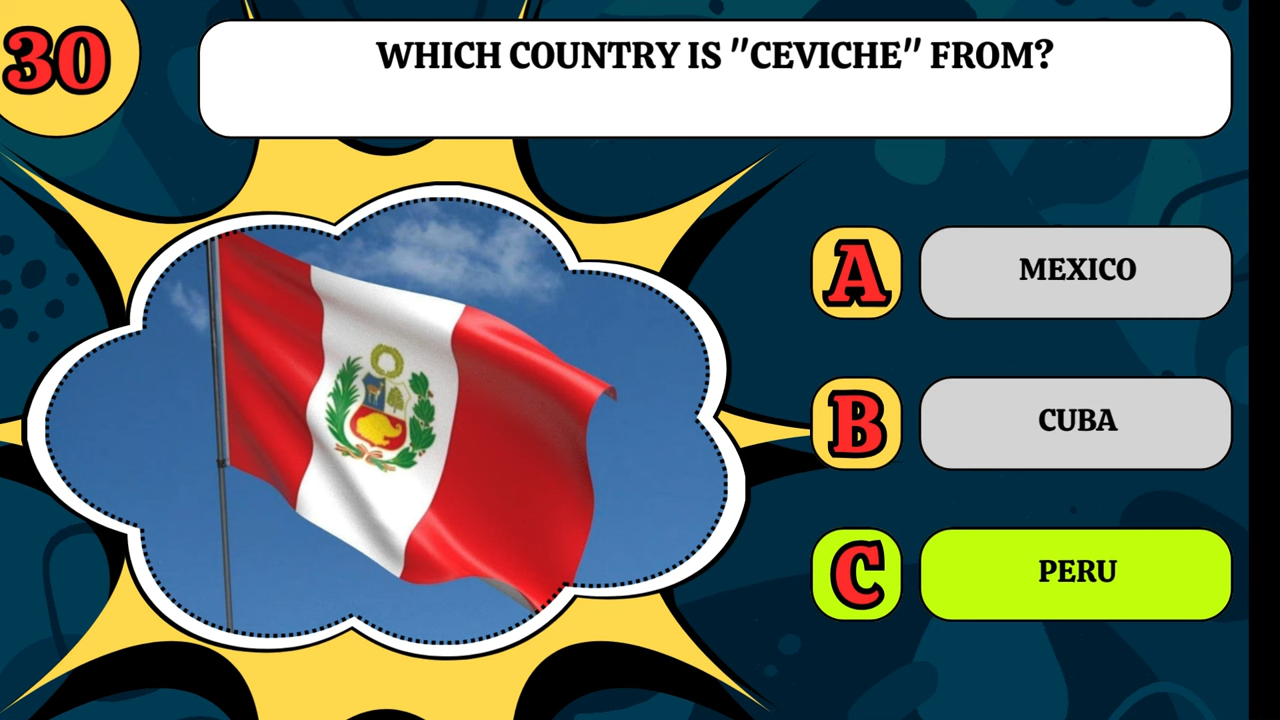 30
WHICH COUNTRY IS "CEVICHE" FROM?
A
MEXICO
B
CUBA
C
PERU